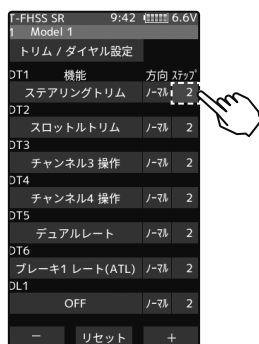 T-FHSS SR 9:42 6.6V
1 Model 1
トリム / ダイヤル設定
DT1 機能 方向 ステップ
ステアリングトリム ﾉｰﾏﾙ 2
DT2
スロットルトリム ﾉｰﾏﾙ 2
DT3
チャンネル3 操作 ﾉｰﾏﾙ 2
DT4
チャンネル4 操作 ﾉｰﾏﾙ 2
DT5
デュアルレート ﾉｰﾏﾙ 2
DT6
ブレーキ1 レート(ATL) ﾉｰﾏﾙ 2
DL1
OFF ﾉｰﾏﾙ 2
− リセット +